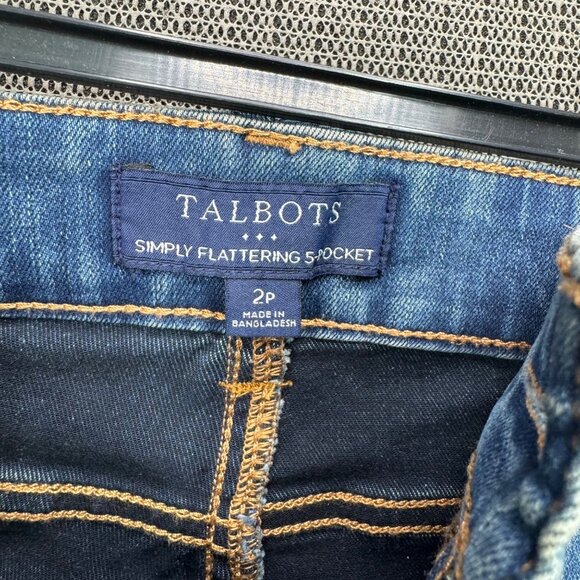 TALBOTS
SIMPLY FLATTERING 5-POCKET
2P
MADE IN
BANGLADESH